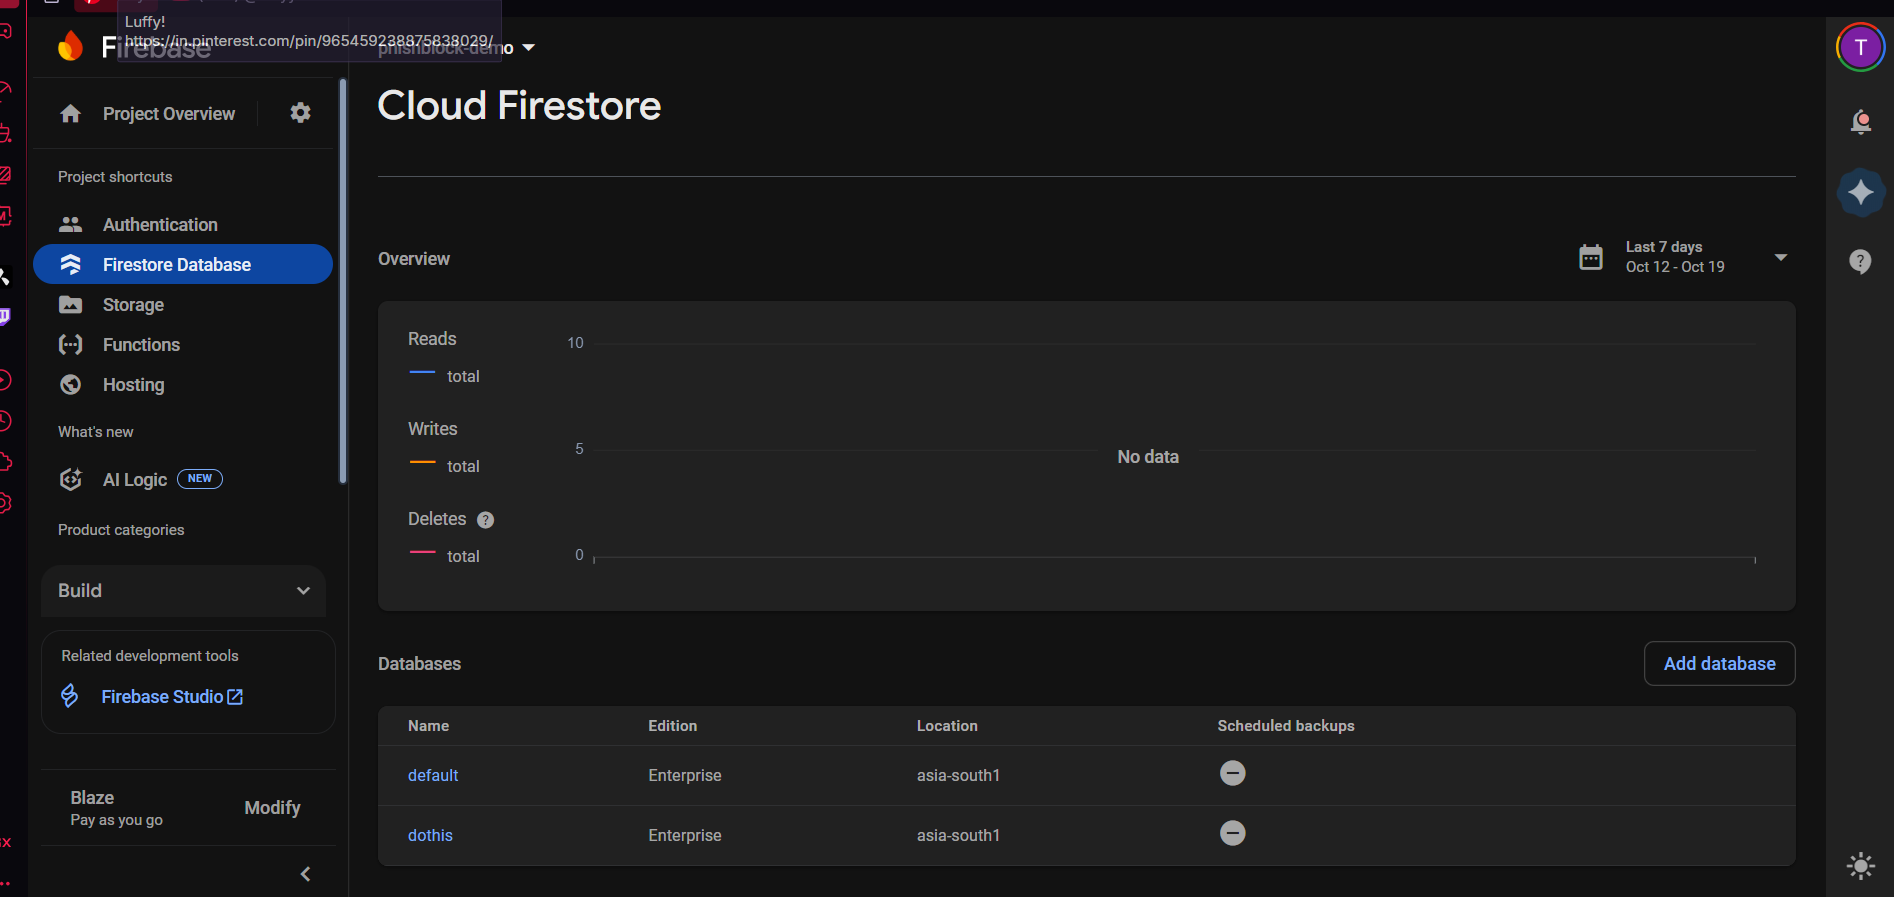 Luffy!
https://in.pinterest.com/pin/965459238975838029/
Firebase
phishblock-demo
T
Project Overview
Cloud Firestore
Project shortcuts
Authentication
Firestore Database
Storage
Functions
Hosting
What's new
AI Logic NEW
Product categories
Build
Related development tools
Firebase Studio
Blaze
Pay as you go
Modify
Overview
Last 7 days
Oct 12 - Oct 19
Reads
total
Writes
total
Deletes ?
total
10
5
0
No data
Databases
Add database
Name Edition Location Scheduled backups
default Enterprise asia-south1
dothis Enterprise asia-south1